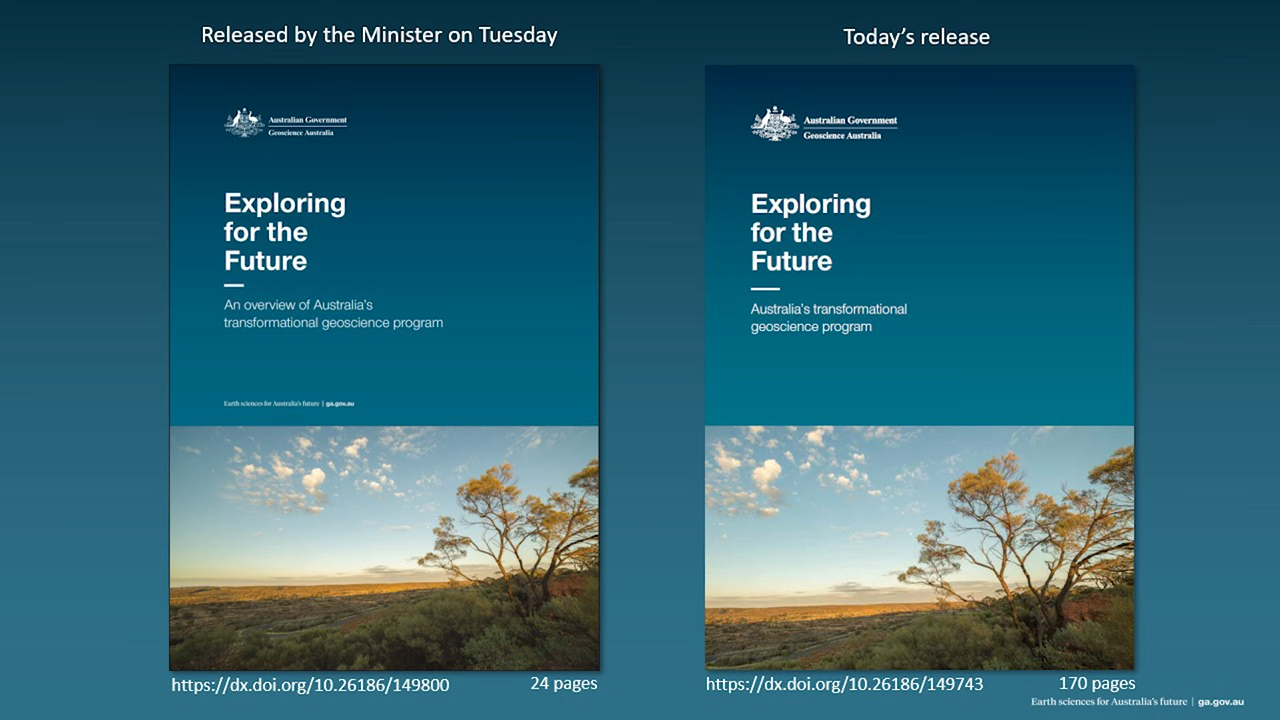 Released by the Minister on Tuesday
Australian Government
Geoscience Australia
Exploring
for the
Future
An overview of Australia's
transformational geoscience program
Earth sciences for Australia's future | ga.gov.au
https://dx.doi.org/10.26186/149800
24 pages
Today's release
Australian Government
Geoscience Australia
Exploring
for the
Future
Australia's transformational
geoscience program
https://dx.doi.org/10.26186/149743
170 pages
Earth sciences for Australia's future | ga.gov.au